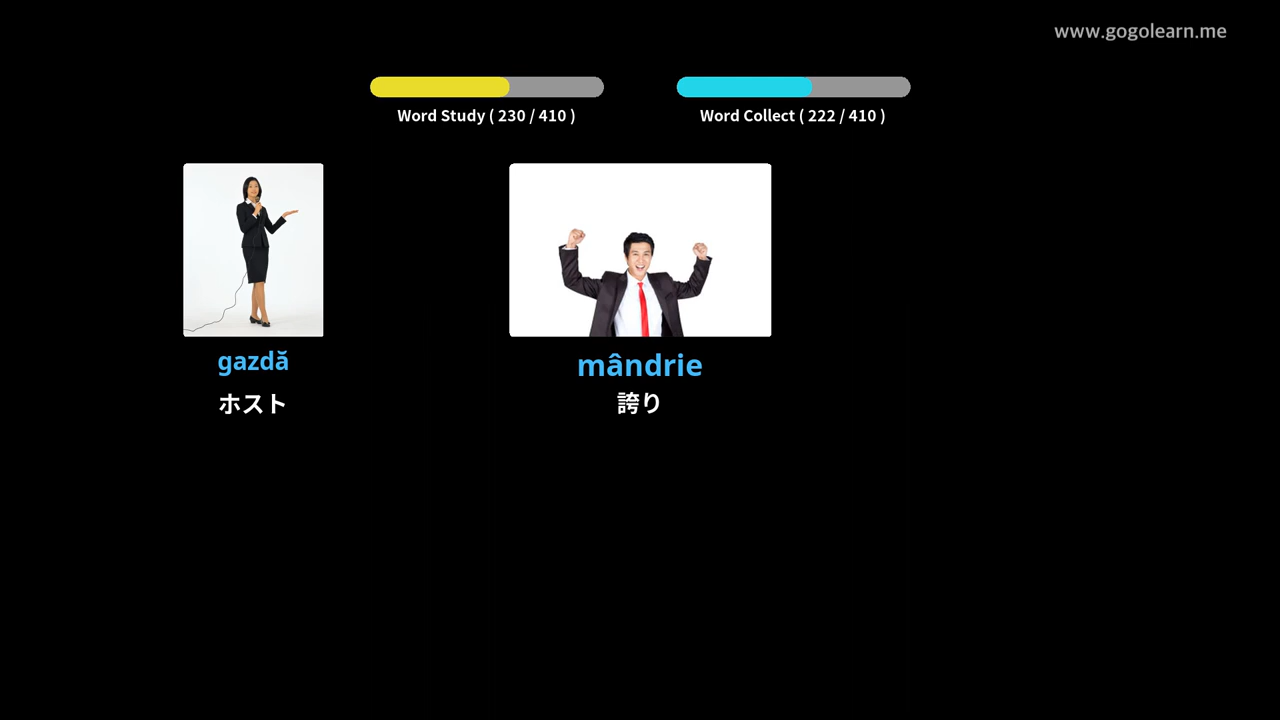 www.gogolearn.me
Word Study ( 230 / 410 )
Word Collect ( 222 / 410 )
gazdă
ホスト
mândrie
誇り